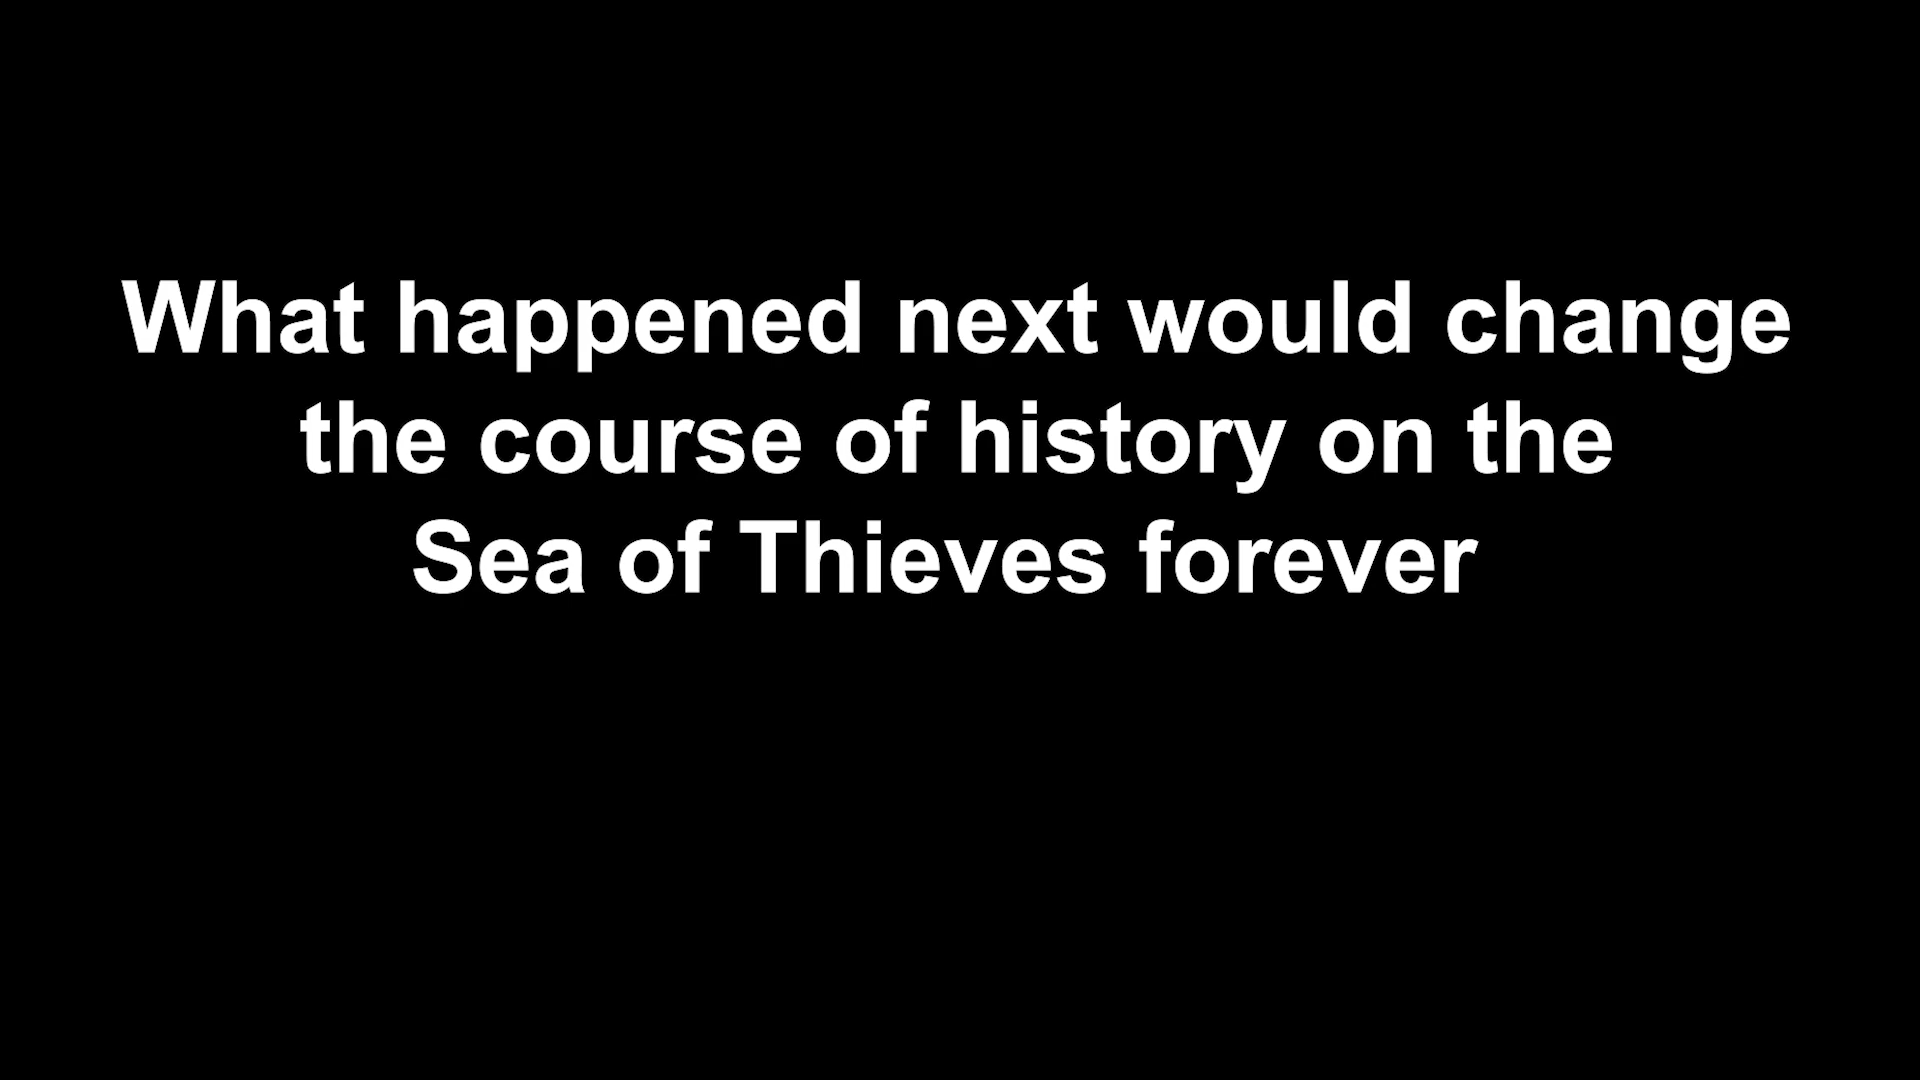 What happened next would change
the course of history on the
Sea of Thieves forever